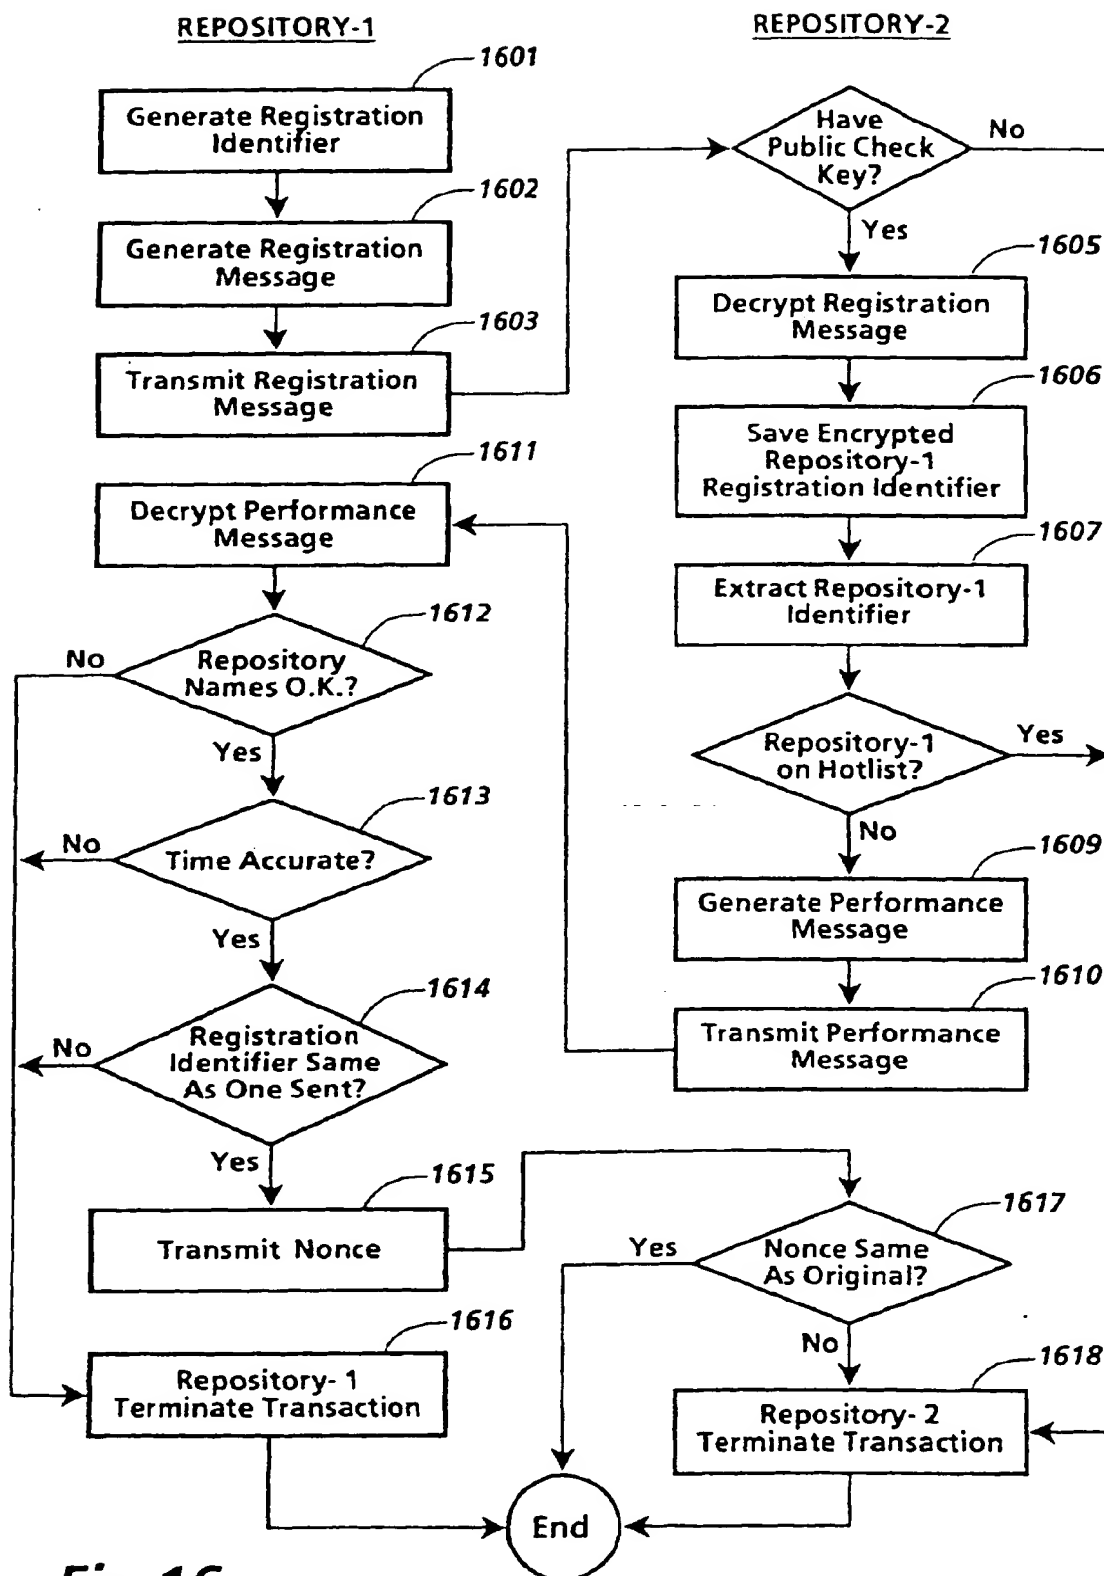 REPOSITORY-1
1601
Generate Registration
Identifier
1602
Generate Registration
Message
1603
Transmit Registration
Message
1611
Decrypt Performance
Message
1612
Repository
Names O.K.?
No
Yes
1613
Time Accurate?
No
Yes
1614
Registration
Identifier Same
As One Sent?
No
Yes
1615
Transmit Nonce
1616
Repository- 1
Terminate Transaction
REPOSITORY-2
Have
Public Check
Key?
No
Yes
1605
Decrypt Registration
Message
1606
Save Encrypted
Repository-1
Registration Identifier
1607
Extract Repository-1
Identifier
Repository-1
on Hotlist?
Yes
No
1609
Generate Performance
Message
1610
Transmit Performance
Message
1617
Nonce Same
As Original?
Yes
No
1618
Repository- 2
Terminate Transaction
End
Fig. 16